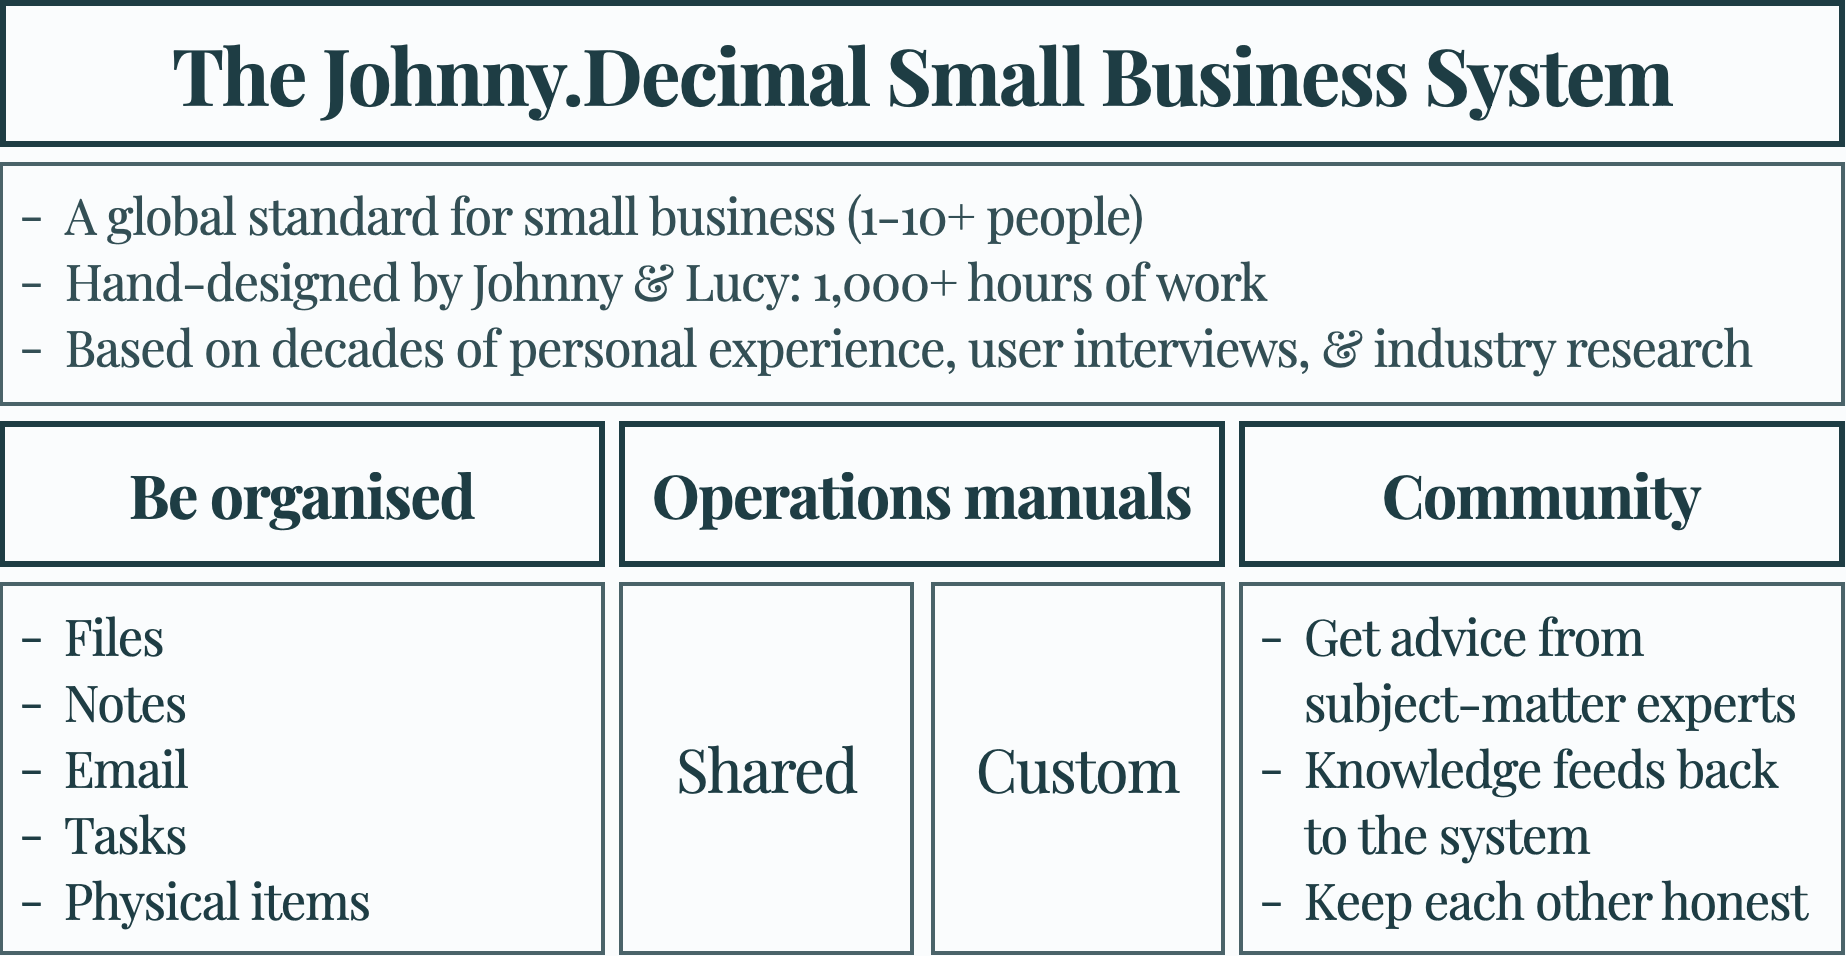 The Johnny.Decimal Small Business System
- A global standard for small business (1-10+ people)
- Hand-designed by Johnny & Lucy: 1,000+ hours of work
- Based on decades of personal experience, user interviews, & industry research
Be organised
- Files
- Notes
- Email
- Tasks
- Physical items
Operations manuals
Shared
Custom
Community
- Get advice from
subject-matter experts
- Knowledge feeds back
to the system
- Keep each other honest